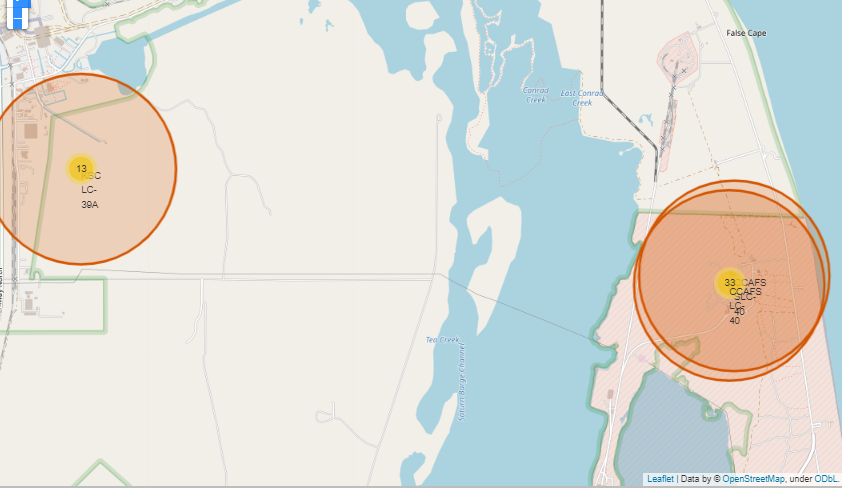 False Cape
Conrad
Creek
East Conrad
Creek
13
KSC
LC-
39A
33
CCAFS
CCAFS
SLC-
LC-
40
40
Tea Creek
Saturn Barge Channel
Leaflet | Data by © OpenStreetMap, under ODbL.